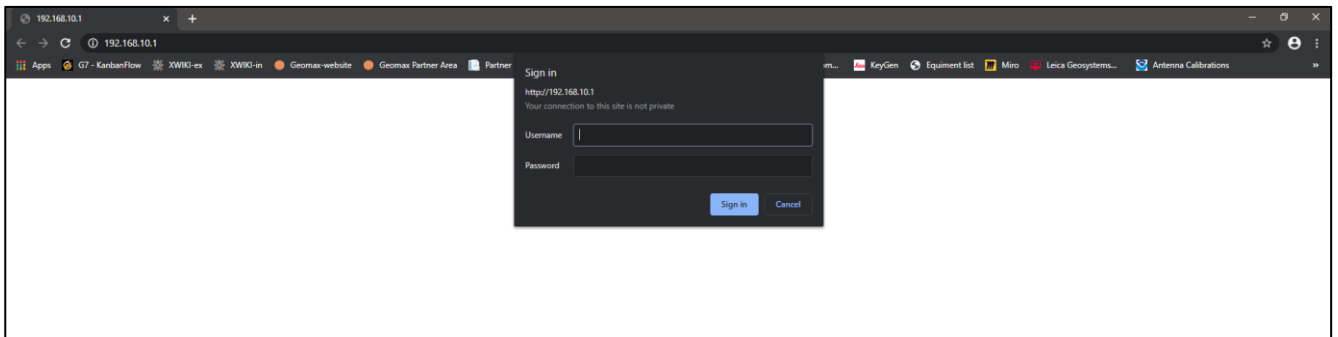 192.168.10.1
192.168.10.1
Apps G7 - KanbanFlow XWIKI-ex XWIKI-in Geomax-website Geomax Partner Area Partner KeyGen Equiment list Miro Leica Geosystems... Antenna Calibrations »
Sign in
http://192.168.10.1
Your connection to this site is not private
Username
Password
Sign in Cancel